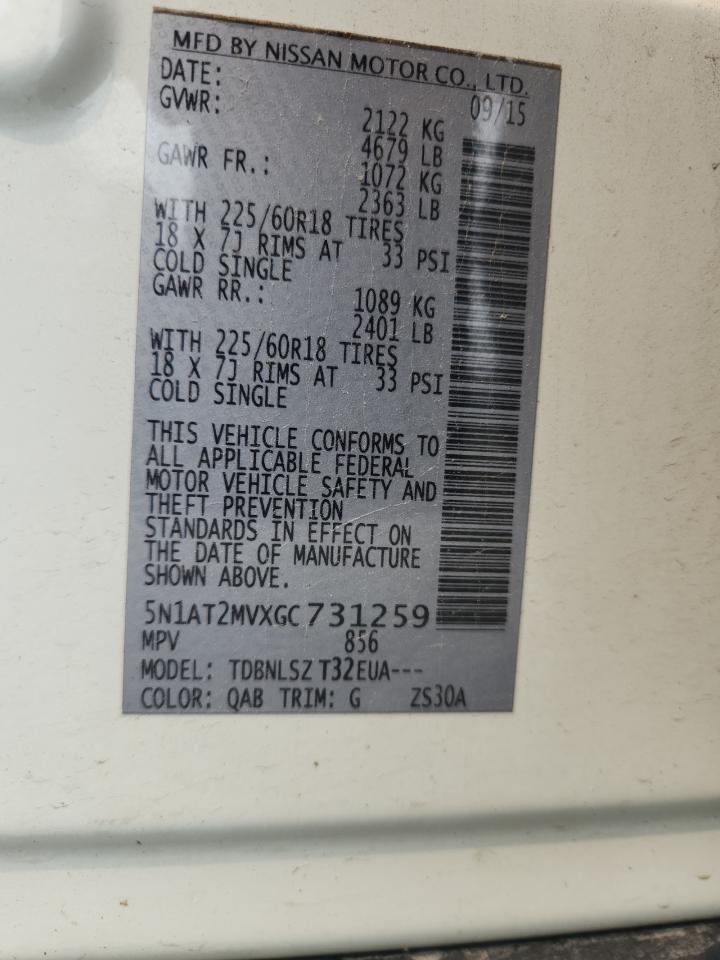 MFD BY NISSAN MOTOR CO., LTD.
DATE: 09/15
GVWR: 2122 KG
4679 LB
GAWR FR.: 1072 KG
2363 LB
WITH 225/60R18 TIRES
18 X 7J RIMS AT 33 PSI
COLD SINGLE
GAWR RR.: 1089 KG
2401 LB
WITH 225/60R18 TIRES
18 X 7J RIMS AT 33 PSI
COLD SINGLE
THIS VEHICLE CONFORMS TO
ALL APPLICABLE FEDERAL
MOTOR VEHICLE SAFETY AND
THEFT PREVENTION
STANDARDS IN EFFECT ON
THE DATE OF MANUFACTURE
SHOWN ABOVE.
5N1AT2MVXGC731259
MPV 856
MODEL: TDBNLSZ T32EUA---
COLOR: QAB TRIM: G ZS30A